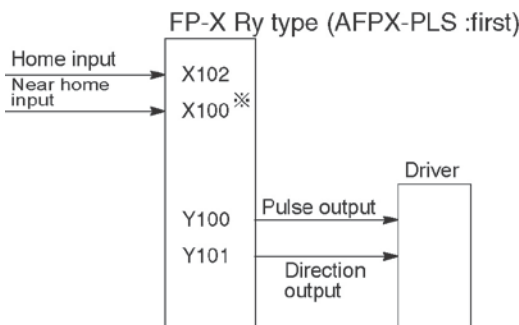 FP-X Ry type (AFPX-PLS :first)
Home input
X102
Near home
input
X100※
Driver
Y100
Pulse output
Y101
Direction
output